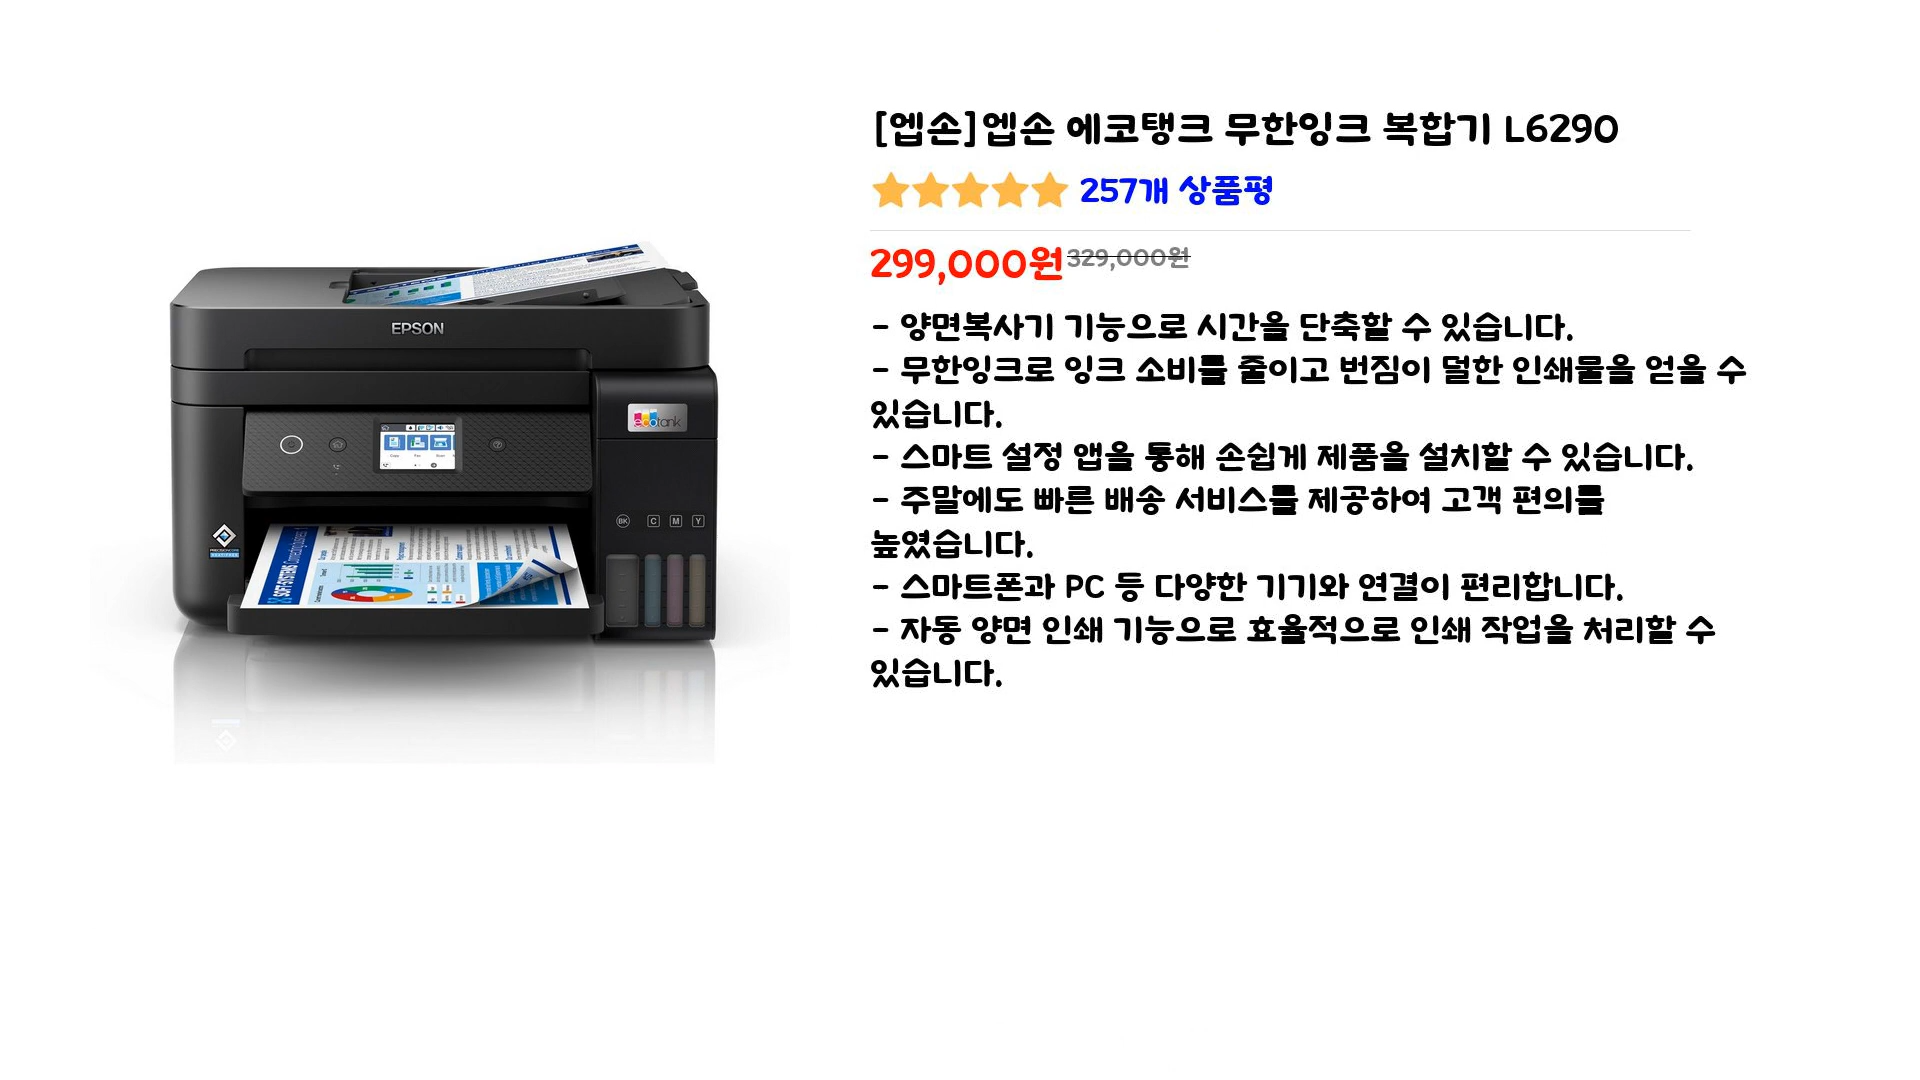 [엡손]엡손 에코탱크 무한잉크 복합기 L6290
257개 상품평
299,000원 329,000원
- 양면복사기 기능으로 시간을 단축할 수 있습니다.
- 무한잉크로 잉크 소비를 줄이고 번짐이 덜한 인쇄물을 얻을 수
있습니다.
- 스마트 설정 앱을 통해 손쉽게 제품을 설치할 수 있습니다.
- 주말에도 빠른 배송 서비스를 제공하여 고객 편의를
높였습니다.
- 스마트폰과 PC 등 다양한 기기와 연결이 편리합니다.
- 자동 양면 인쇄 기능으로 효율적으로 인쇄 작업을 처리할 수
있습니다.
EPSON
ecotank
BK C M Y